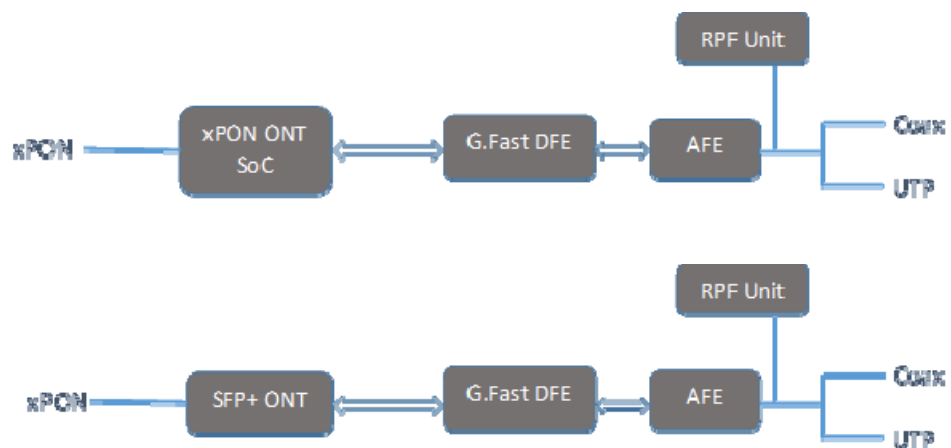 RPF Unit
xPON
xPON ONT
SoC
G.Fast DFE
AFE
Coax
UTP
RPF Unit
xPON
SFP+ ONT
G.Fast DFE
AFE
Coax
UTP